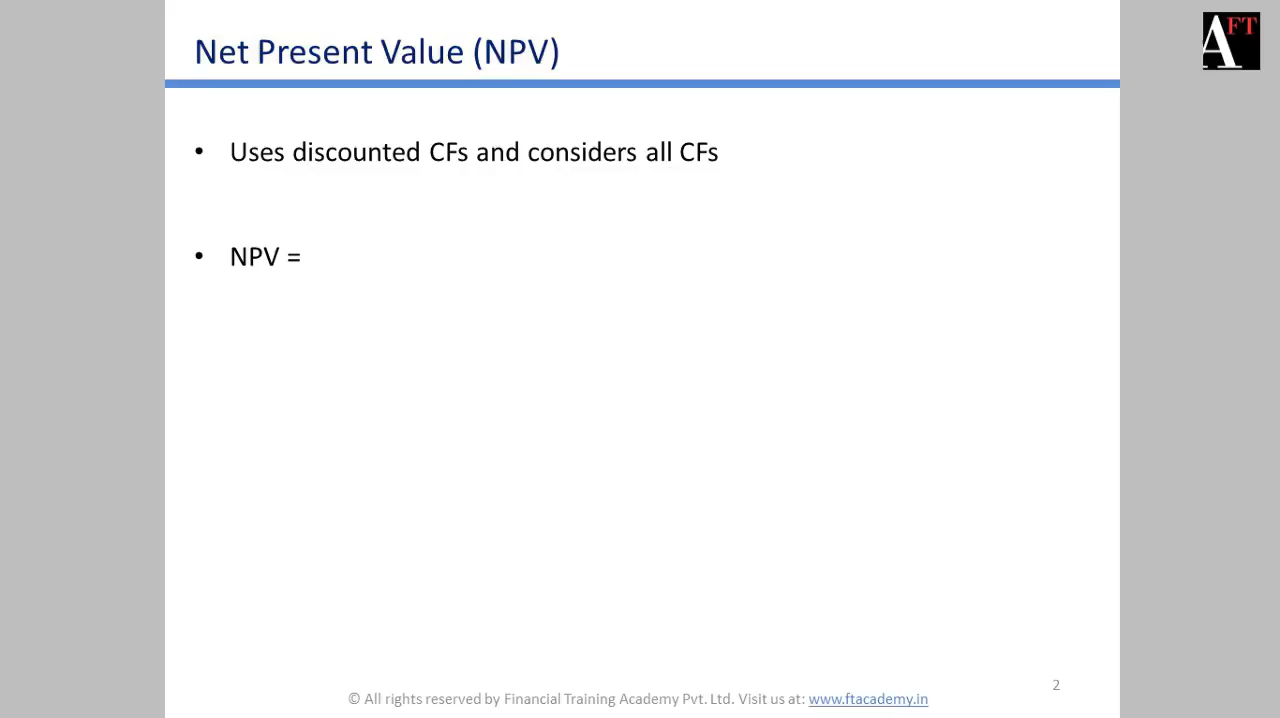 Net Present Value (NPV)
AFT
• Uses discounted CFs and considers all CFs
• NPV =
2
© All rights reserved by Financial Training Academy Pvt. Ltd. Visit us at: www.ftacademy.in